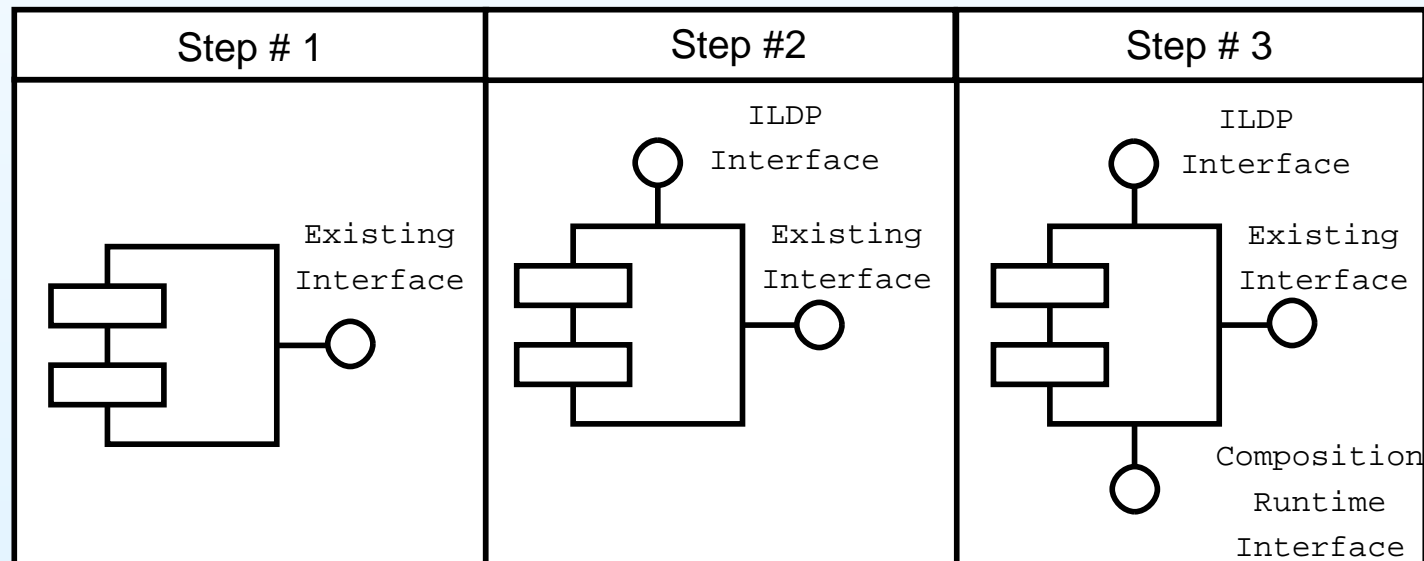 Step # 1
Step #2
Step # 3
Existing
Interface
ILDP
Interface
Existing
Interface
ILDP
Interface
Existing
Interface
Composition
Runtime
Interface